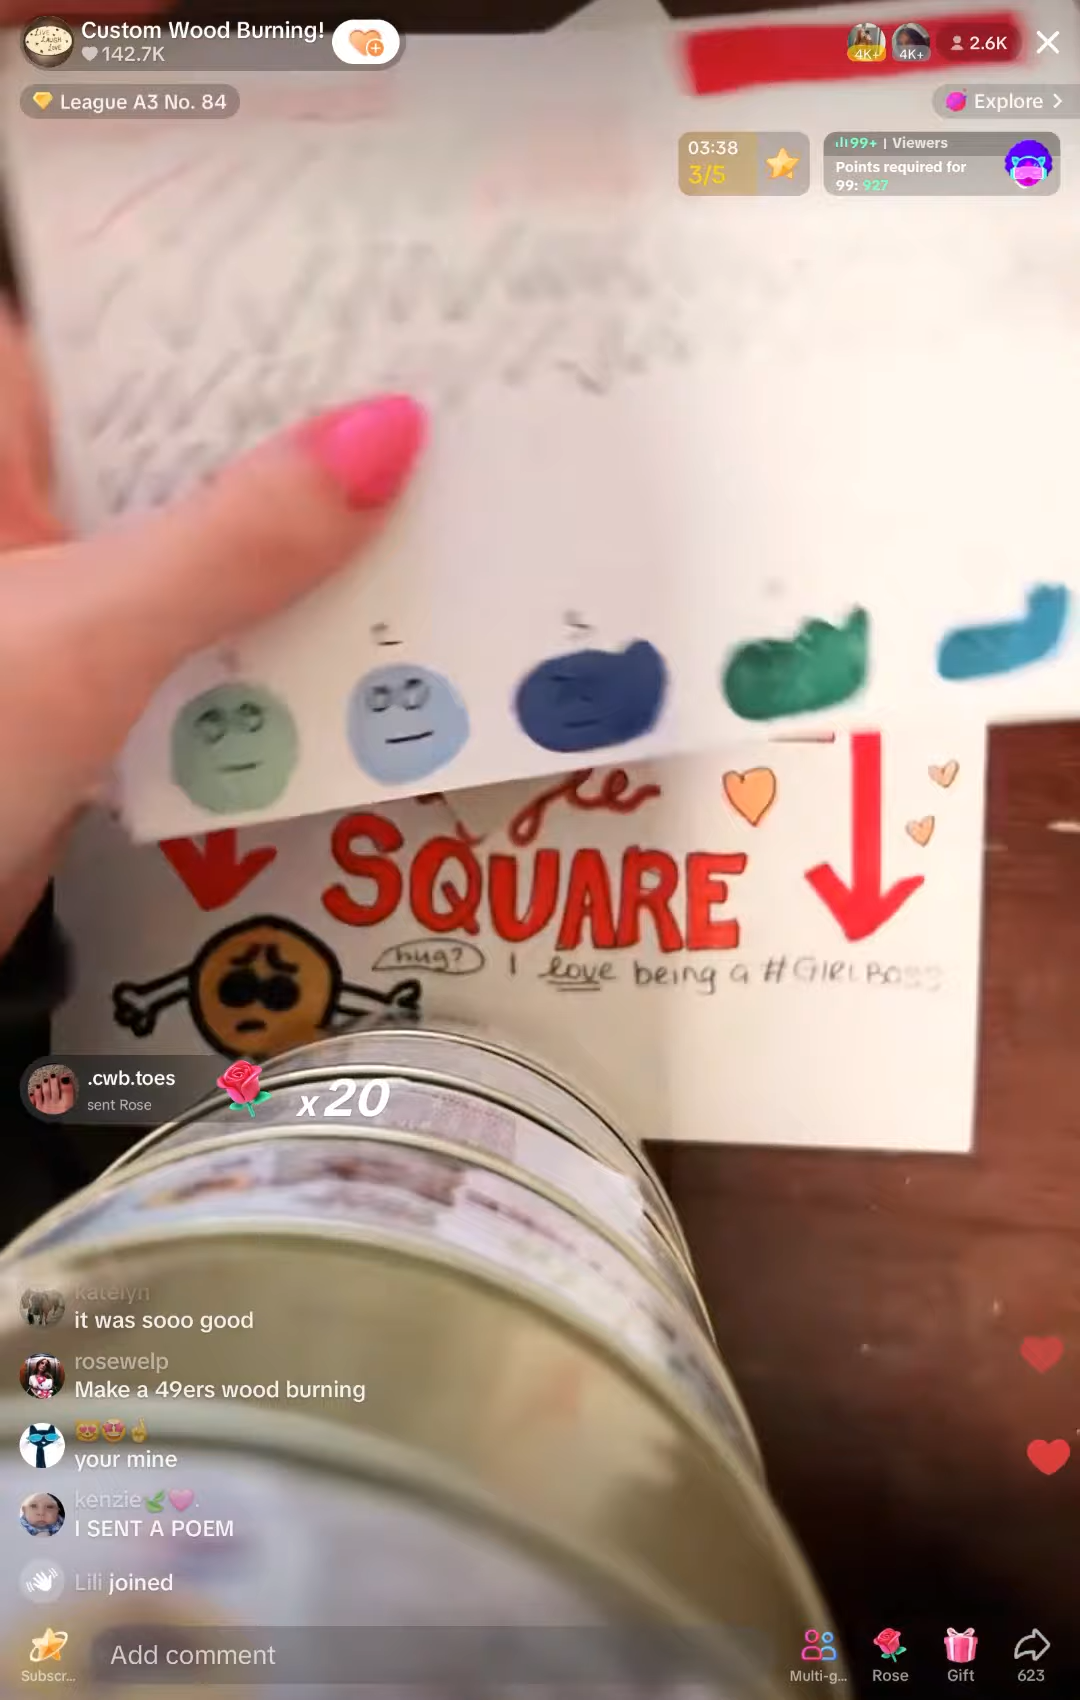 Custom Wood Burning!
142.7K
4K+
4K+
2.6K
League A3 No. 84
Explore >
03:38
3/5
99+ | Viewers
Points required for
99: 927
SQUARE
hug?
I love being a #GIRLBOSS
.cwb.toes
sent Rose
x20
katelyn
it was sooo good
rosewelp
Make a 49ers wood burning
your mine
kenzie
I SENT A POEM
Lili joined
Subscr...
Add comment
Multi-g...
Rose
Gift
623